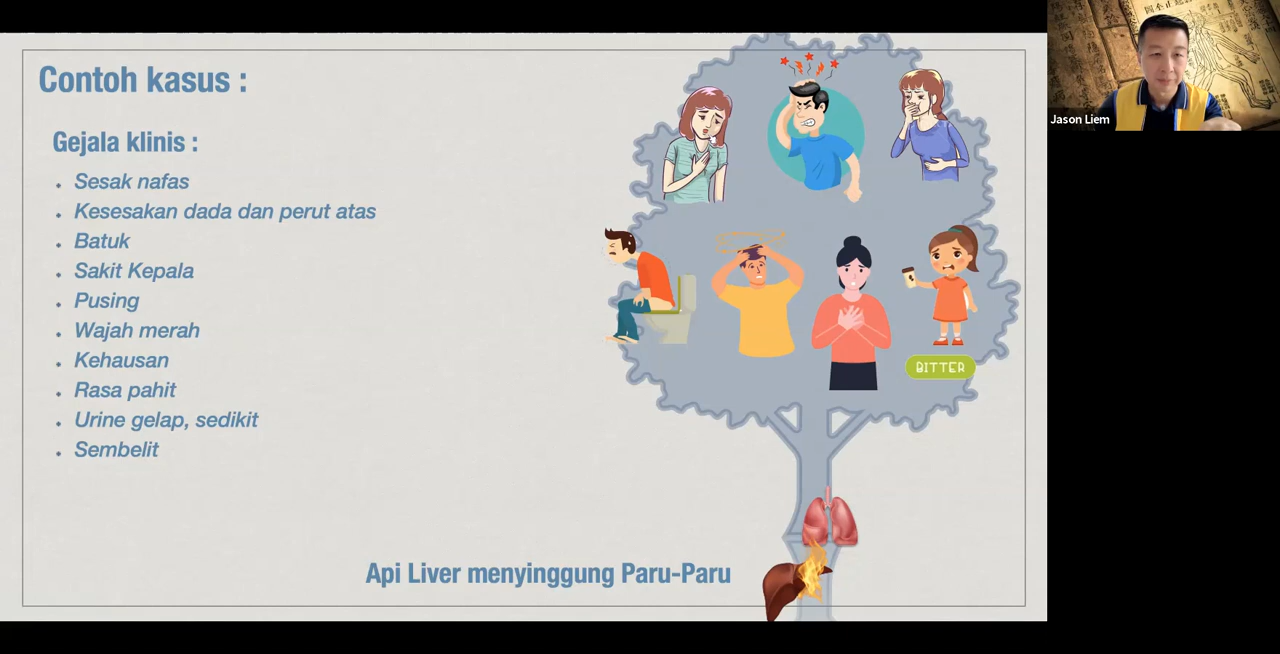 Contoh kasus :
Gejala klinis :
Sesak nafas
Kesesakan dada dan perut atas
Batuk
Sakit Kepala
Pusing
Wajah merah
Kehausan
Rasa pahit
Urine gelap, sedikit
Sembelit
BITTER
Api Liver menyinggung Paru-Paru
Jason Liem